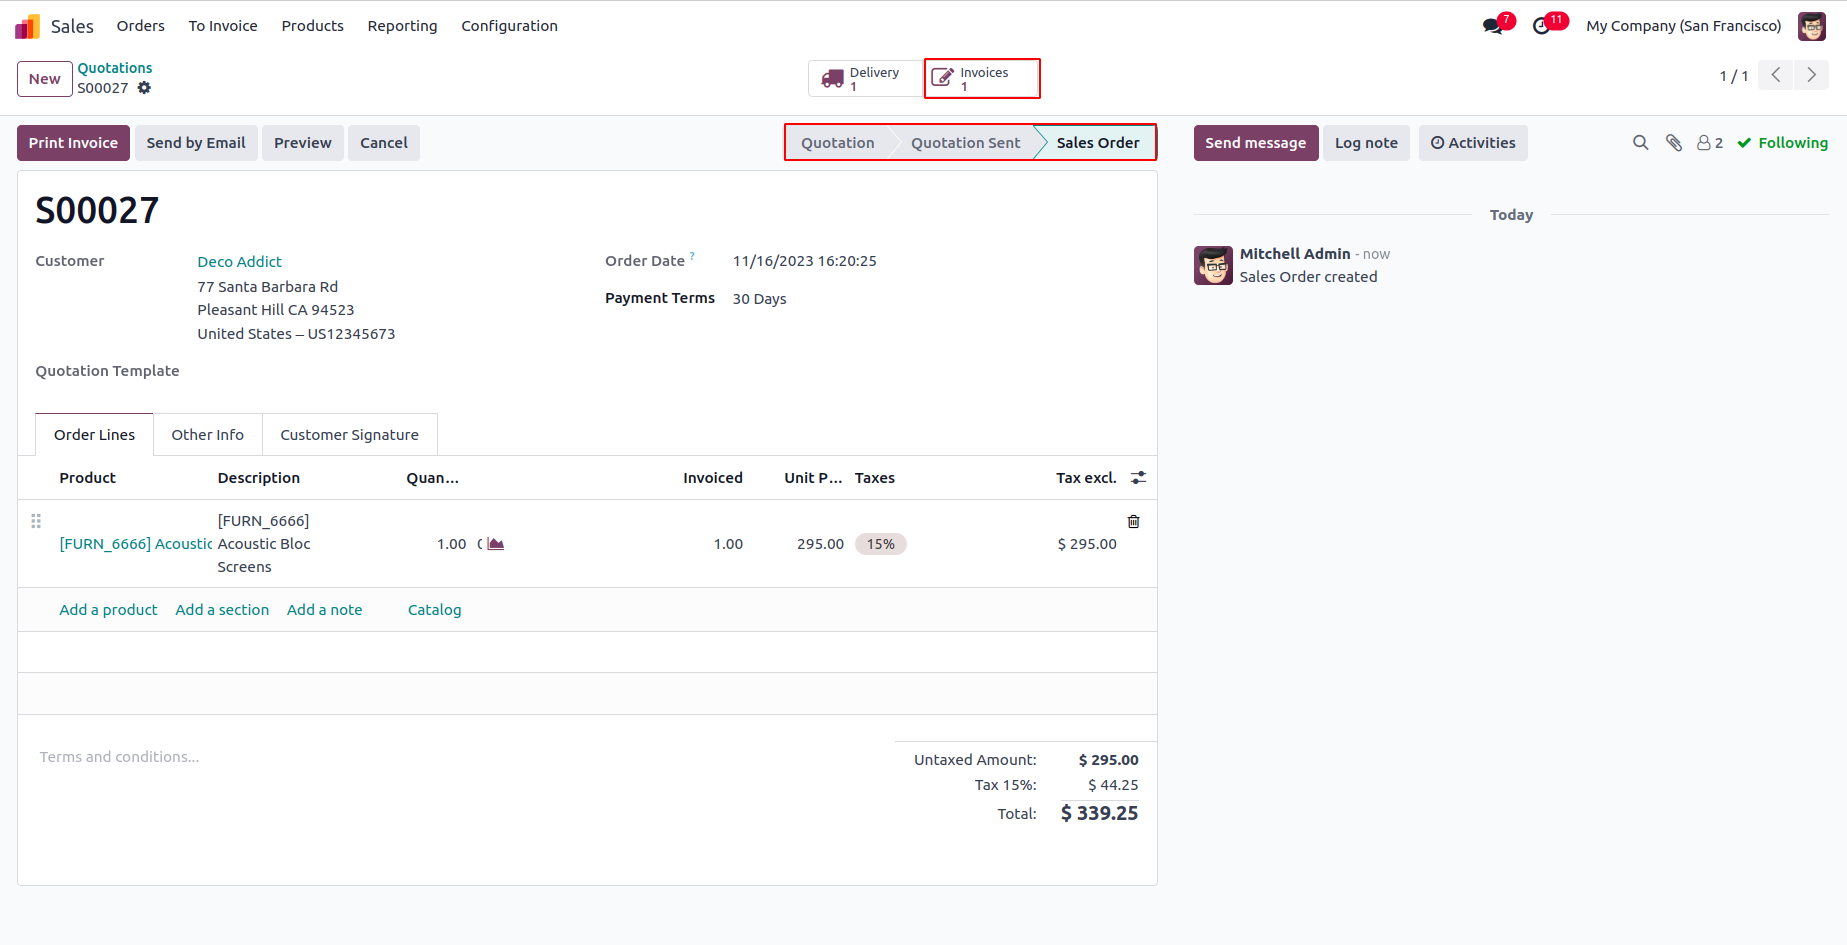 Sales Orders To Invoice Products Reporting Configuration 7 11 My Company (San Francisco)
New Quotations
S00027
Delivery 1
Invoices 1
1 / 1
Print Invoice Send by Email Preview Cancel Quotation Quotation Sent Sales Order Send message Log note Activities 2 Following
S00027
Today
Customer Deco Addict Order Date ? 11/16/2023 16:20:25
Mitchell Admin - now
Sales Order created
77 Santa Barbara Rd
Payment Terms 30 Days
Pleasant Hill CA 94523
United States – US12345673
Quotation Template
Order Lines Other Info Customer Signature
Product Description Quan... Invoiced Unit P... Taxes Tax excl.
[FURN_6666]
[FURN_6666] Acoustic Acoustic Bloc 1.00 1.00 295.00 15% $ 295.00
Screens
Add a product Add a section Add a note Catalog
Terms and conditions...
Untaxed Amount: $ 295.00
Tax 15%: $ 44.25
Total: $ 339.25